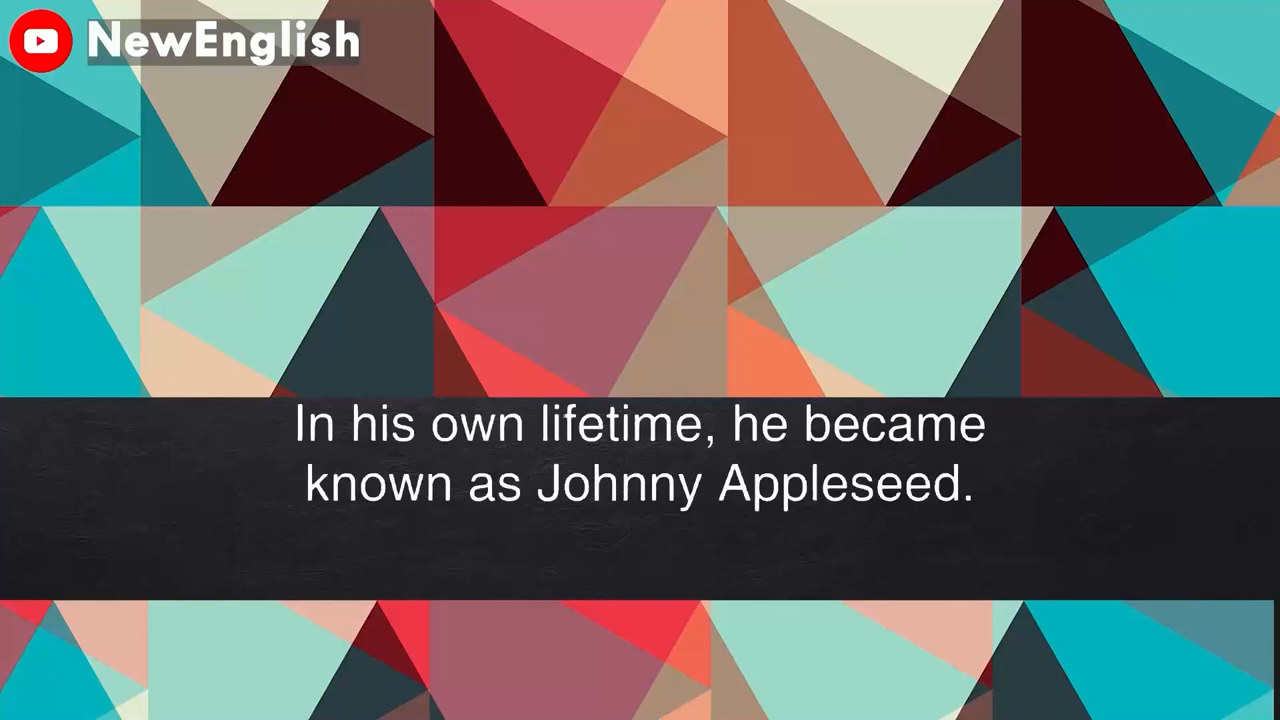 NewEnglish
In his own lifetime, he became
known as Johnny Appleseed.